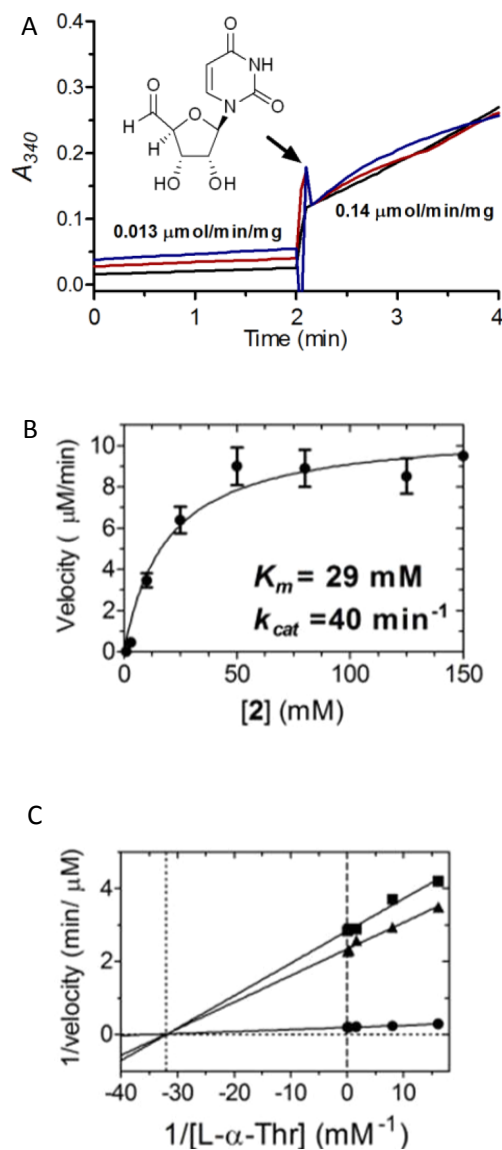 A
0.4
0.3
0.2
0.1
0.0
A340
O
H
O
NH
N
O
O
H
HO
OH
0.013 μmol/min/mg
0.14 μmol/min/mg
0 1 2 3 4
Time (min)
B
10
8
6
4
2
0
Velocity ( μM/min)
Km = 29 mM
kcat =40 min-1
0 50 100 150
[2] (mM)
C
4
2
0
1/velocity (min/ μM)
-40 -30 -20 -10 0 10
1/[L-α-Thr] (mM-1)